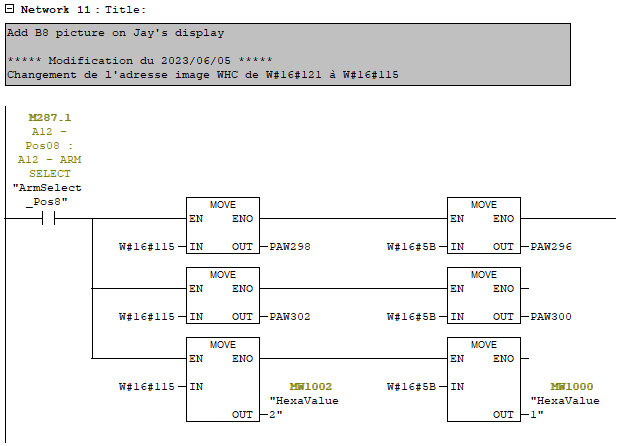 Network 11 : Title:
Add B8 picture on Jay's display
***** Modification du 2023/06/05 *****
Changement de l'adresse image WHC de W#16#121 à W#16#115
M287.1
A12 -
Pos08 :
A12 - ARM
SELECT
"ArmSelect
_Pos8"
MOVE MOVE
EN ENO EN ENO
W#16#115 IN OUT PAW298 W#16#5B IN OUT PAW296
MOVE MOVE
EN ENO EN ENO
W#16#115 IN OUT PAW302 W#16#5B IN OUT PAW300
MOVE MOVE
EN ENO EN ENO
W#16#115 IN MW1002 W#16#5B IN MW1000
"HexaValue "HexaValue
OUT 2" OUT 1"